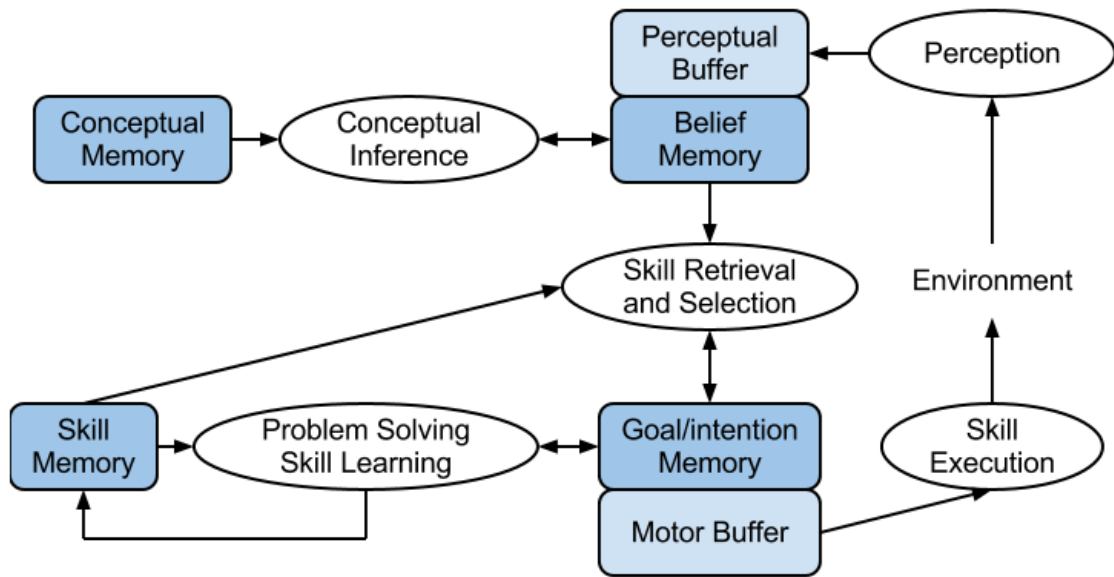 Perceptual
Buffer
Perception
Conceptual
Memory
Conceptual
Inference
Belief
Memory
Skill Retrieval
and Selection
Environment
Skill
Memory
Problem Solving
Skill Learning
Goal/intention
Memory
Skill
Execution
Motor Buffer